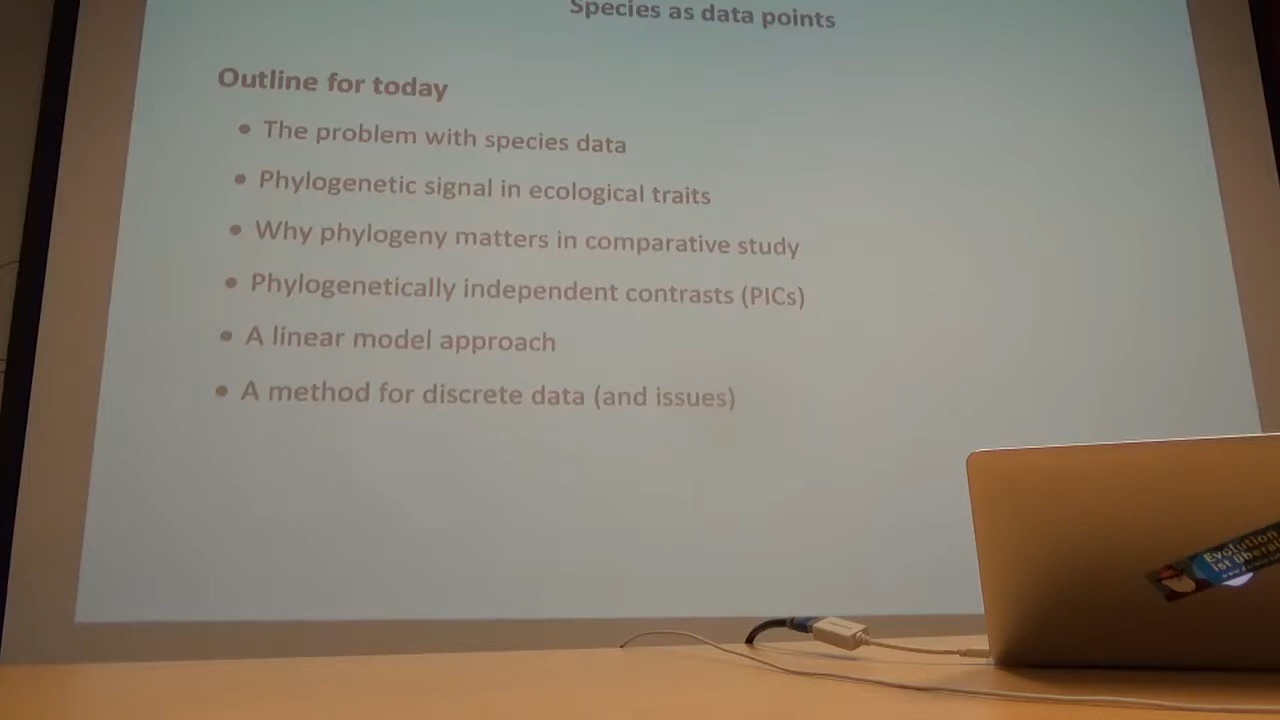 Species as data points
Outline for today
• The problem with species data
• Phylogenetic signal in ecological traits
• Why phylogeny matters in comparative study
• Phylogenetically independent contrasts (PICs)
• A linear model approach
• A method for discrete data (and issues)
Evolution
ist überal